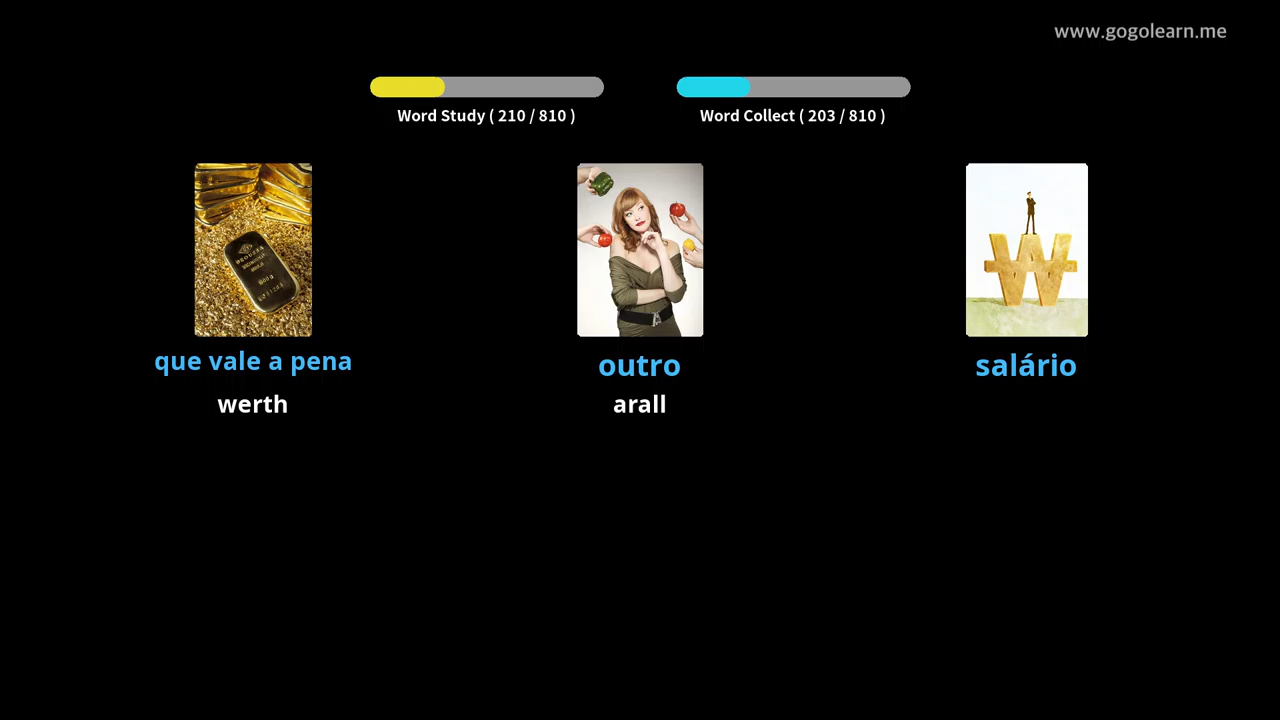 www.gogolearn.me
Word Study ( 210 / 810 )
Word Collect ( 203 / 810 )
que vale a pena
outro
salário
werth
arall